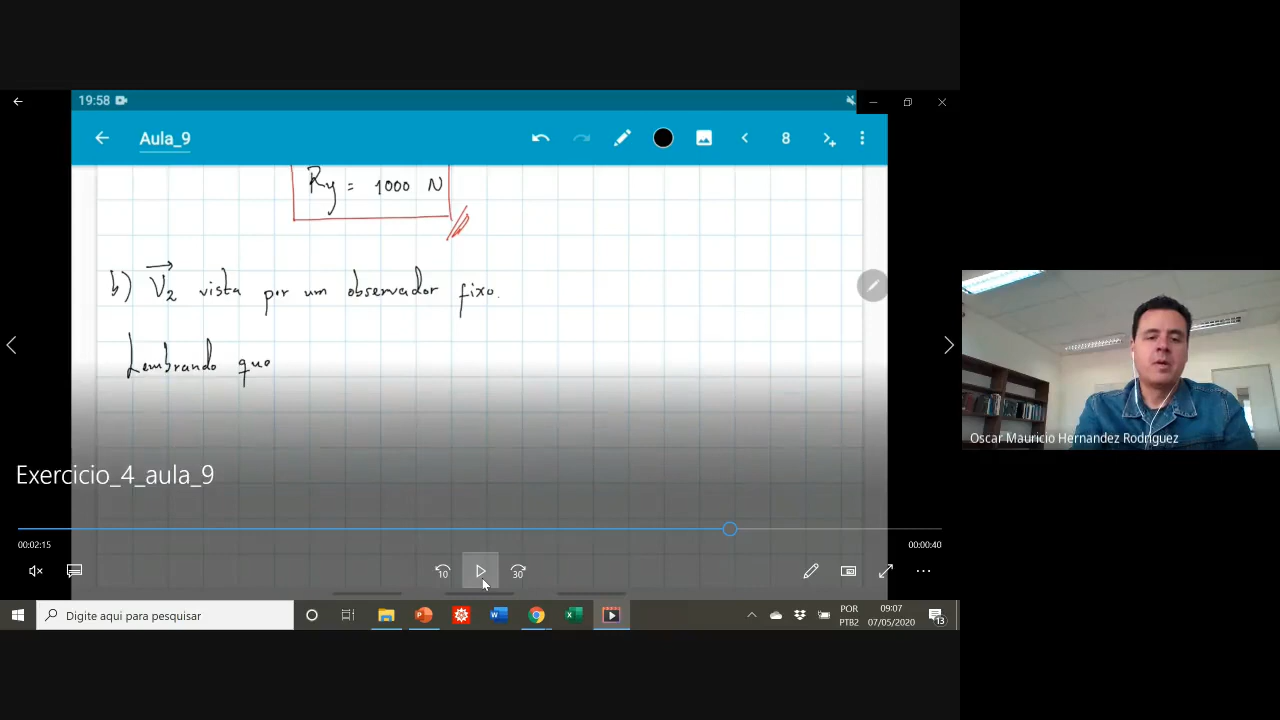 19:58
Aula_9
8
Ry = 1000 N
b) V₂ vista por um observador fixo.
Lembrando que
Oscar Mauricio Hernandez Rodriguez
Exercicio_4_aula_9
00:02:15
00:00:40
10
30
Digite aqui para pesquisar
POR
PTB2
09:07
07/05/2020
13